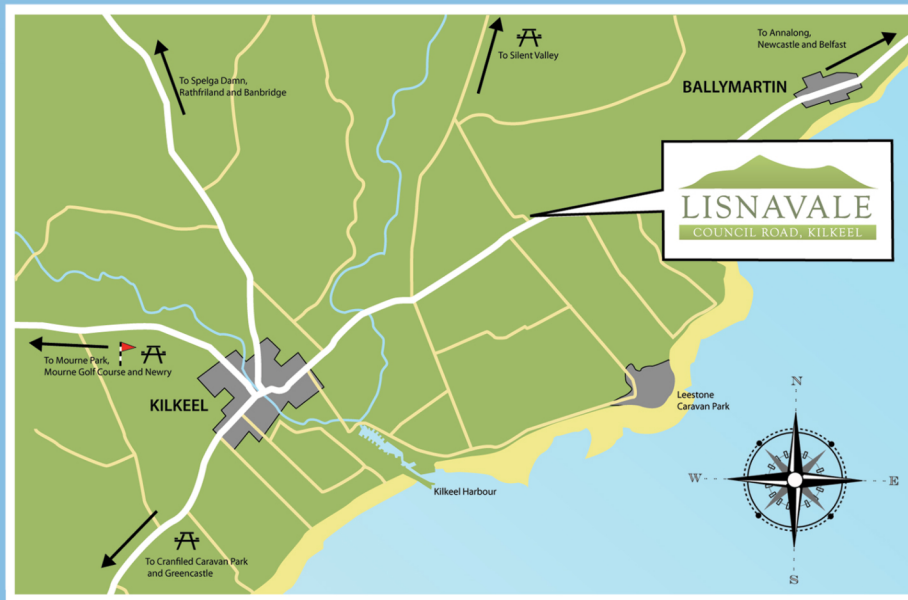 To Annalong,
Newcastle and Belfast
To Silent Valley
To Spelga Damn,
Rathfriland and Banbridge
BALLYMARTIN
LISNAVALE
COUNCIL ROAD, KILKEEL
To Mourne Park,
Mourne Golf Course and Newry
KILKEEL
Leestone
Caravan Park
Kilkeel Harbour
To Cranfiled Caravan Park
and Greencastle
N
W
E
S